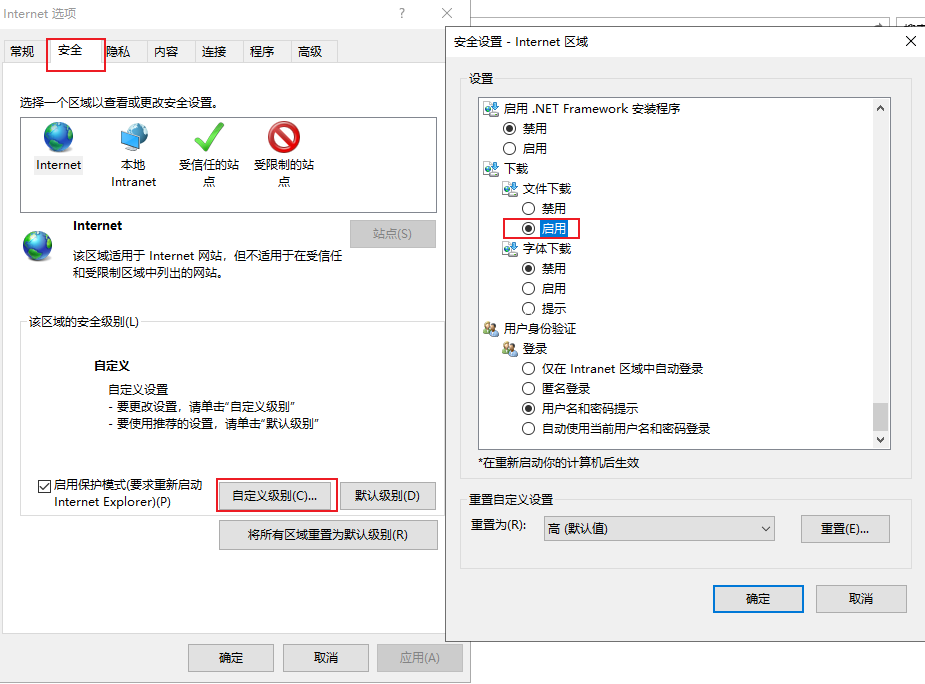 Internet 选项
?
常规
安全
隐私
内容
连接
程序
高级
选择一个区域以查看或更改安全设置。
Internet
本地
Intranet
受信任的站
点
受限制的站
点
Internet
站点(S)
该区域适用于 Internet 网站，但不适用于在受信任
和受限制区域中列出的网站。
该区域的安全级别(L)
自定义
自定义设置
- 要更改设置，请单击“自定义级别”
- 要使用推荐的设置，请单击“默认级别”
启用保护模式(要求重新启动
Internet Explorer)(P)
自定义级别(C)...
默认级别(D)
将所有区域重置为默认级别(R)
确定
取消
应用(A)
安全设置 - Internet 区域
设置
启用 .NET Framework 安装程序
禁用
启用
下载
文件下载
禁用
启用
字体下载
禁用
启用
提示
用户身份验证
登录
仅在 Intranet 区域中自动登录
匿名登录
用户名和密码提示
自动使用当前用户名和密码登录
*在重新启动你的计算机后生效
重置自定义设置
重置为(R):
高 (默认值)
重置(E)...
确定
取消